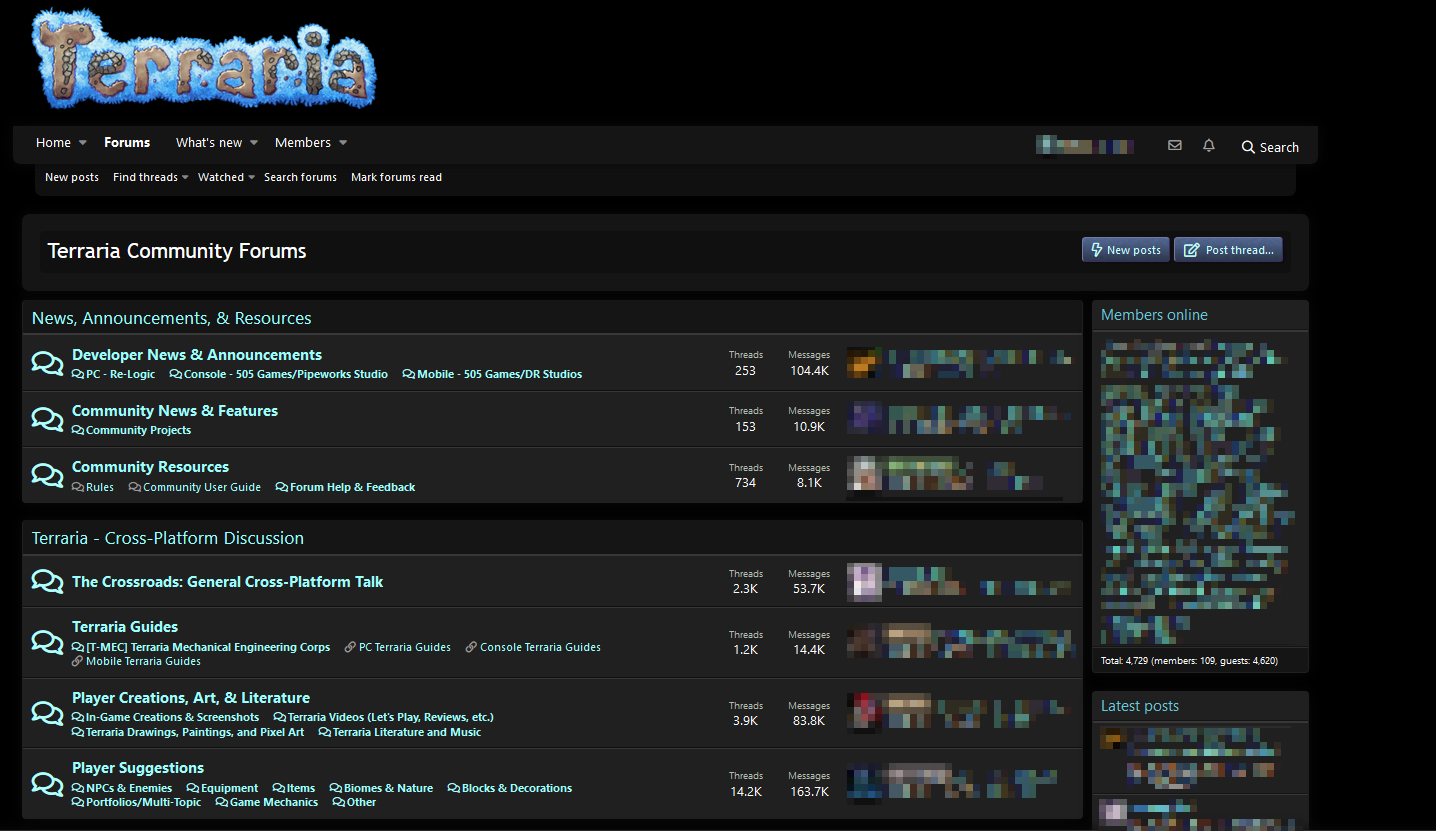 Terraria
Home Forums What's new Members Search
New posts Find threads Watched Search forums Mark forums read
Terraria Community Forums
New posts Post thread...
News, Announcements, & Resources
Developer News & Announcements
PC - Re-Logic Console - 505 Games/Pipeworks Studio Mobile - 505 Games/DR Studios
Threads Messages
253 104.4K
Community News & Features
Community Projects
Threads Messages
153 10.9K
Community Resources
Rules Community User Guide Forum Help & Feedback
Threads Messages
734 8.1K
Terraria - Cross-Platform Discussion
The Crossroads: General Cross-Platform Talk
Threads Messages
2.3K 53.7K
Terraria Guides
[T-MEC] Terraria Mechanical Engineering Corps PC Terraria Guides Console Terraria Guides
Mobile Terraria Guides
Threads Messages
1.2K 14.4K
Player Creations, Art, & Literature
In-Game Creations & Screenshots Terraria Videos (Let's Play, Reviews, etc.)
Terraria Drawings, Paintings, and Pixel Art Terraria Literature and Music
Threads Messages
3.9K 83.8K
Player Suggestions
NPCs & Enemies Equipment Items Biomes & Nature Blocks & Decorations
Portfolios/Multi-Topic Game Mechanics Other
Threads Messages
14.2K 163.7K
Members online
Total: 4,729 (members: 109, guests: 4,620)
Latest posts